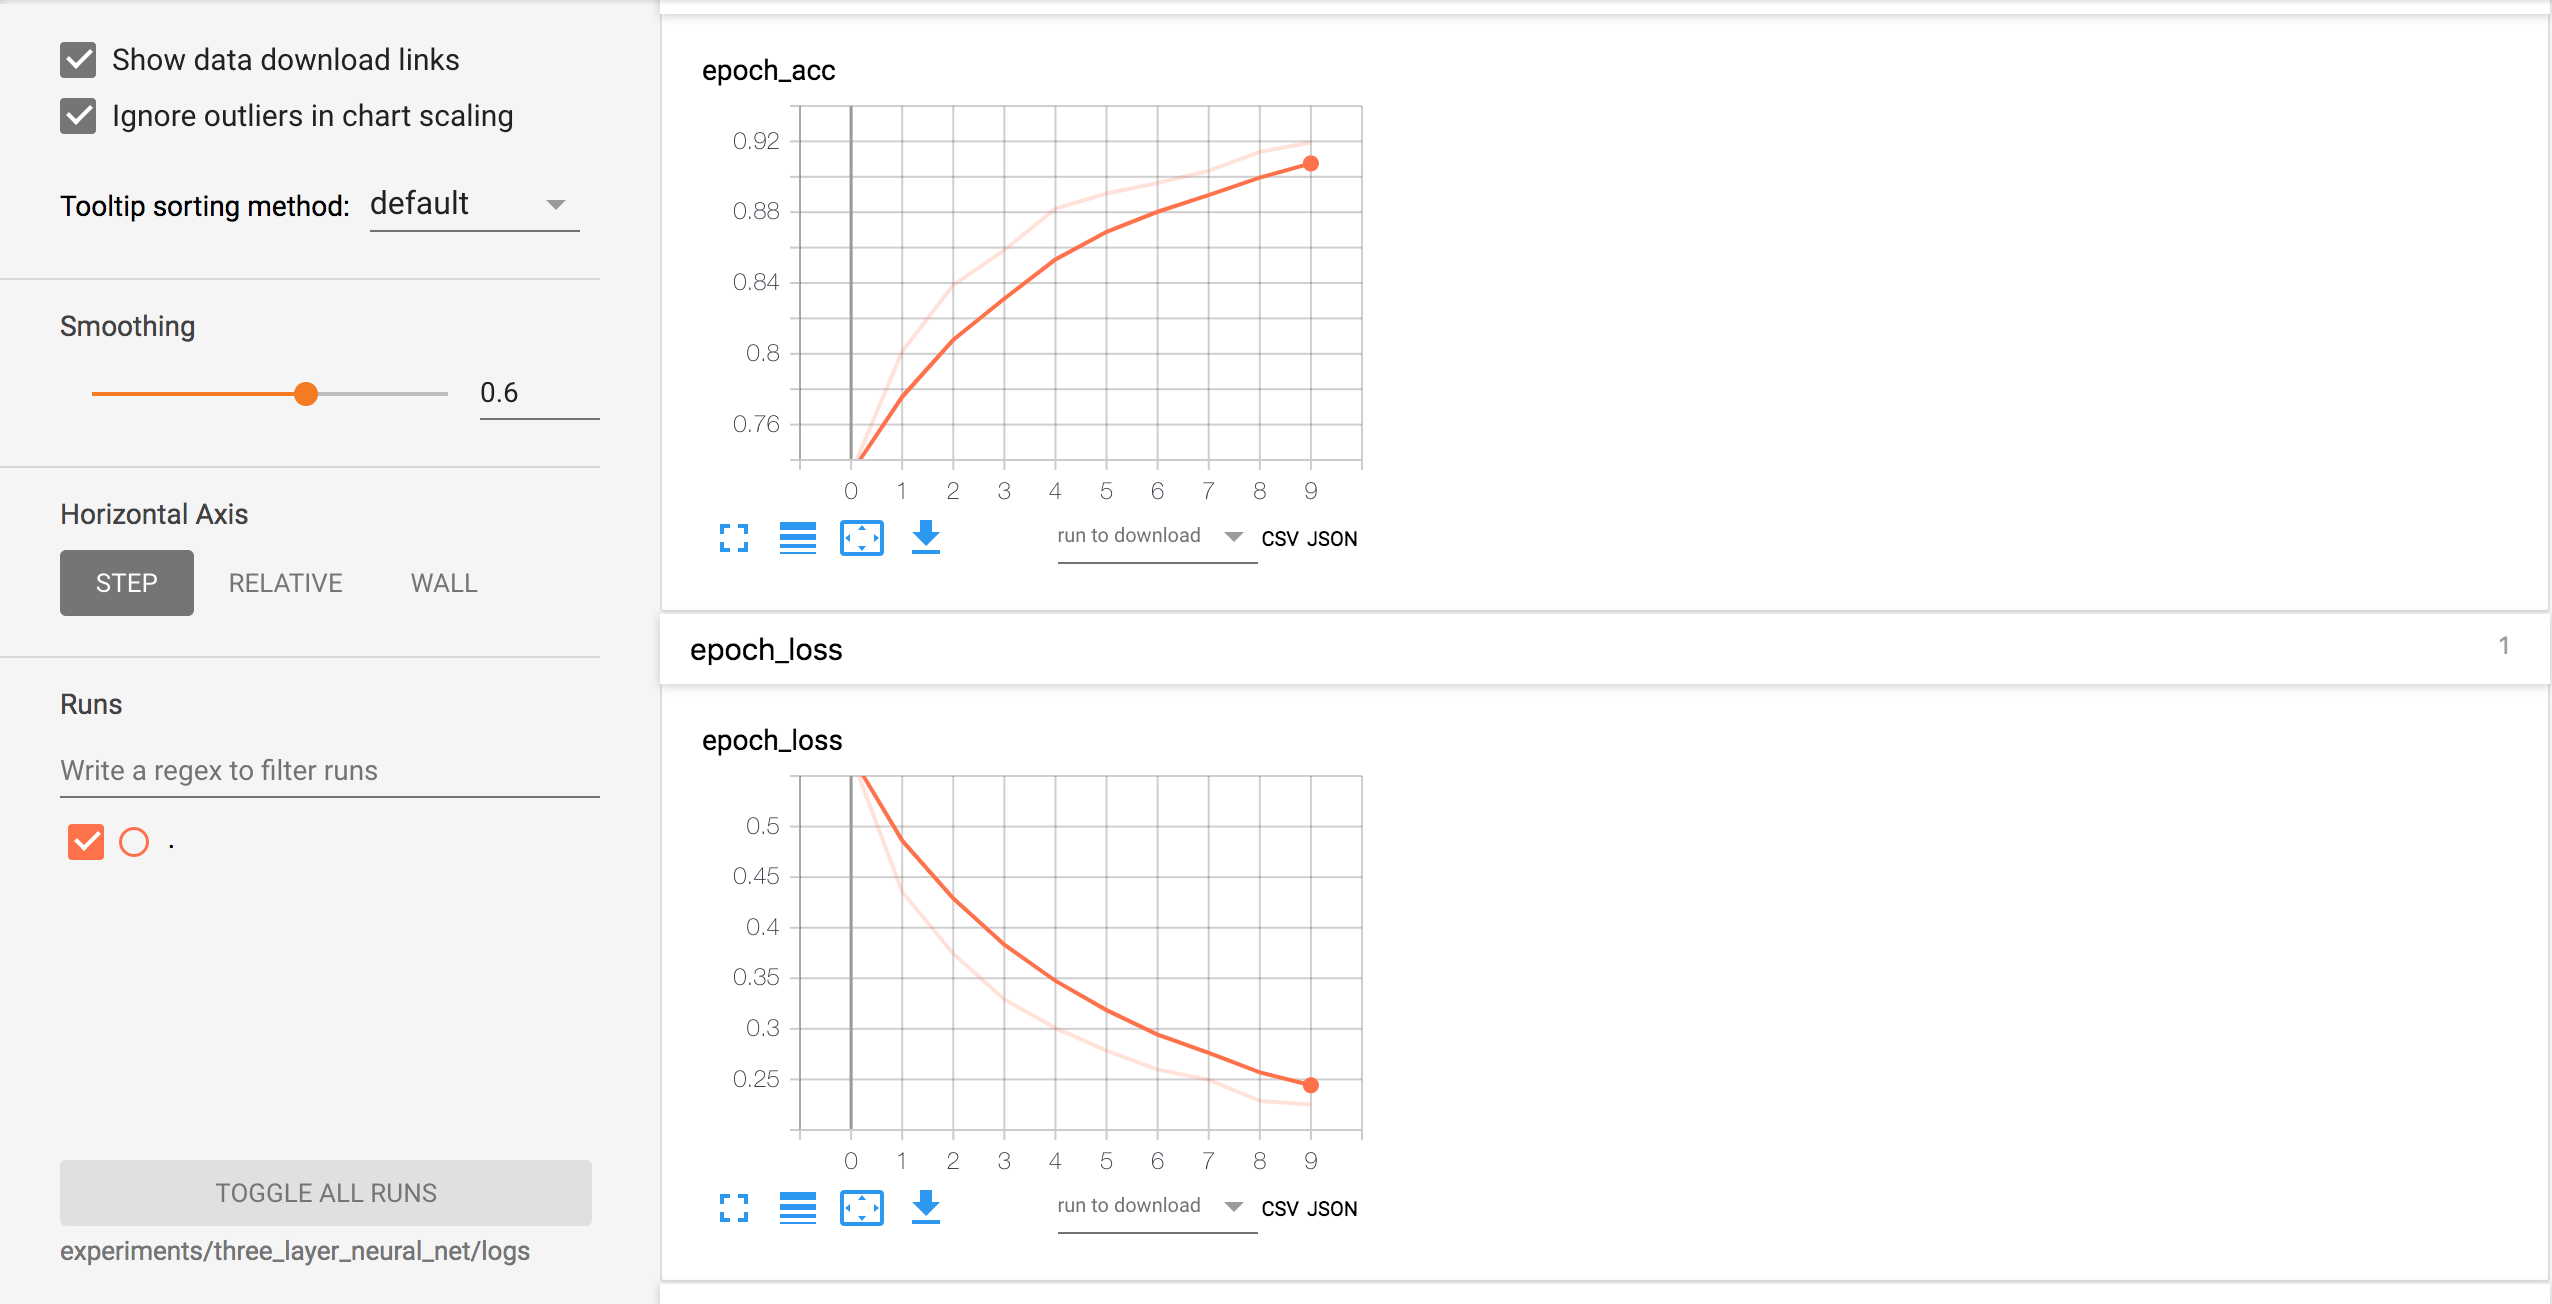 Show data download links
Ignore outliers in chart scaling
Tooltip sorting method: default
Smoothing
0.6
Horizontal Axis
STEP RELATIVE WALL
Runs
Write a regex to filter runs
.
TOGGLE ALL RUNS
experiments/three_layer_neural_net/logs
epoch_acc
0.92
0.88
0.84
0.8
0.76
0 1 2 3 4 5 6 7 8 9
run to download CSV JSON
epoch_loss 1
epoch_loss
0.5
0.45
0.4
0.35
0.3
0.25
0 1 2 3 4 5 6 7 8 9
run to download CSV JSON